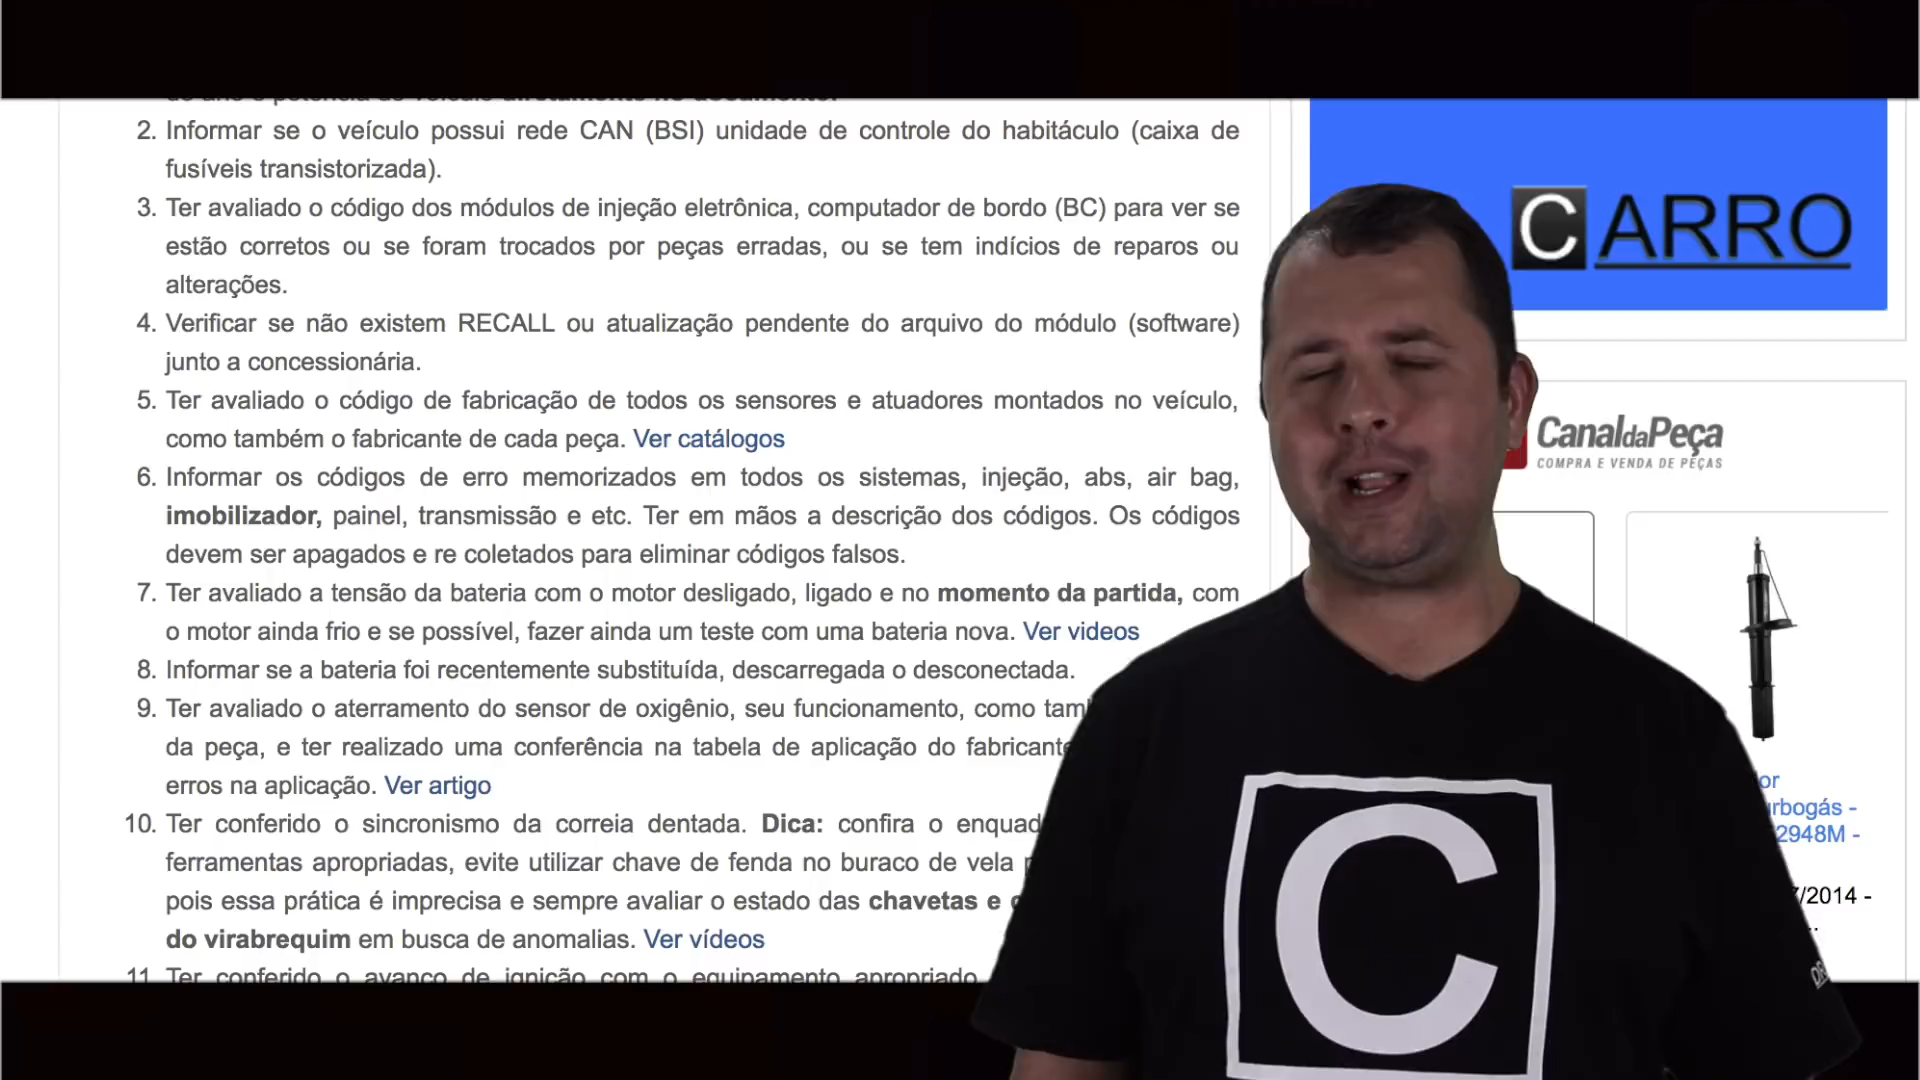 2. Informar se o veículo possui rede CAN (BSI) unidade de controle do habitáculo (caixa de
fusíveis transistorizada).
3. Ter avaliado o código dos módulos de injeção eletrônica, computador de bordo (BC) para ver se
estão corretos ou se foram trocados por peças erradas, ou se tem indícios de reparos ou
alterações.
4. Verificar se não existem RECALL ou atualização pendente do arquivo do módulo (software)
junto a concessionária.
5. Ter avaliado o código de fabricação de todos os sensores e atuadores montados no veículo,
como também o fabricante de cada peça. Ver catálogos
6. Informar os códigos de erro memorizados em todos os sistemas, injeção, abs, air bag,
imobilizador, painel, transmissão e etc. Ter em mãos a descrição dos códigos. Os códigos
devem ser apagados e re coletados para eliminar códigos falsos.
7. Ter avaliado a tensão da bateria com o motor desligado, ligado e no momento da partida, com
o motor ainda frio e se possível, fazer ainda um teste com uma bateria nova. Ver videos
8. Informar se a bateria foi recentemente substituída, descarregada o desconectada.
9. Ter avaliado o aterramento do sensor de oxigênio, seu funcionamento, como
da peça, e ter realizado uma conferência na tabela de aplicação do fabricante
erros na aplicação. Ver artigo
10. Ter conferido o sincronismo da correia dentada. Dica: confira o
ferramentas apropriadas, evite utilizar chave de fenda no buraco de vela
pois essa prática é imprecisa e sempre avaliar o estado das chavetas e
do virabrequim em busca de anomalias. Ver vídeos
11. Ter conferido o avanço de ignição com o equipamento apropriado
CARRO
CanaldaPeça
COMPRA E VENDA DE PEÇAS
2948M -
/2014 -
C